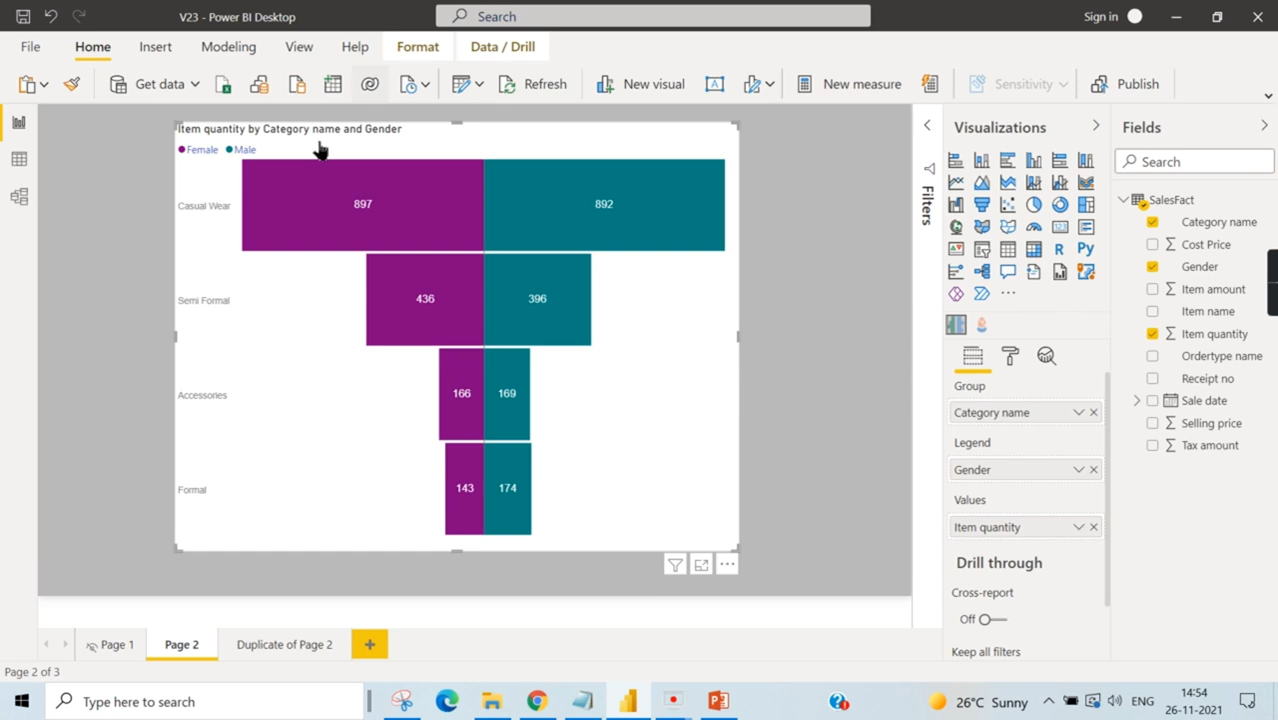 V23 - Power BI Desktop
Search
Sign in
File Home Insert Modeling View Help Format Data / Drill
Get data
Refresh
New visual
New measure
Sensitivity
Publish
Item quantity by Category name and Gender
Female Male
Casual Wear 897 892
Semi Formal 436 396
Accessories 166 169
Formal 143 174
Filters
Visualizations
R Py
Group
Category name
Legend
Gender
Values
Item quantity
Drill through
Cross-report
Off
Keep all filters
Fields
Search
SalesFact
Category name
Cost Price
Gender
Item amount
Item name
Item quantity
Ordertype name
Receipt no
Sale date
Selling price
Tax amount
Page 1 Page 2 Duplicate of Page 2 +
Page 2 of 3
Type here to search
26°C Sunny
ENG
14:54
26-11-2021